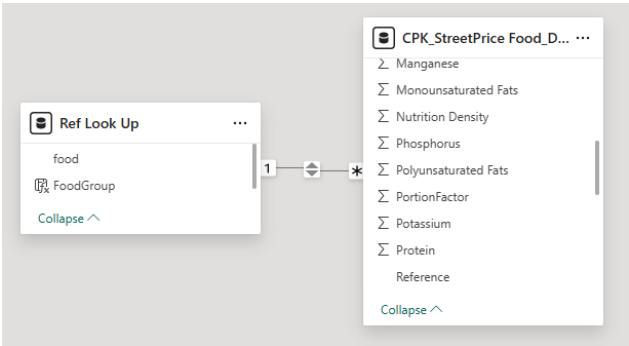 Ref Look Up
...
food
FoodGroup
Collapse
1
*
CPK_StreetPrice Food_D... ...
Σ Manganese
Σ Monounsaturated Fats
Σ Nutrition Density
Σ Phosphorus
Σ Polyunsaturated Fats
Σ PortionFactor
Σ Potassium
Σ Protein
Reference
Collapse